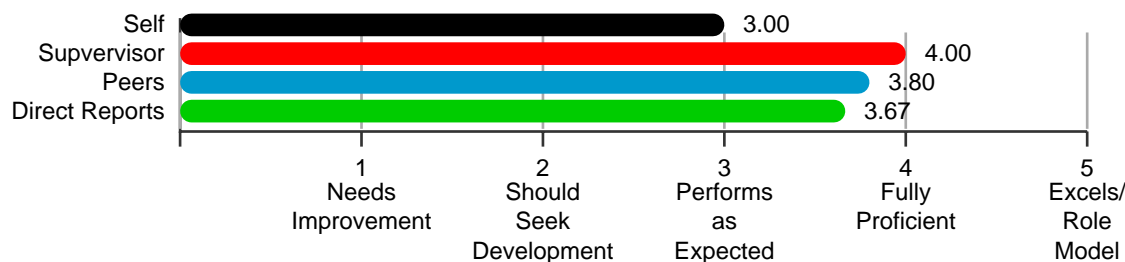 Self 3.00
Supvervisor 4.00
Peers 3.80
Direct Reports 3.67
1 2 3 4 5
Needs Should Performs Fully Excels/
Improvement Seek as Proficient Role
Development Expected Model